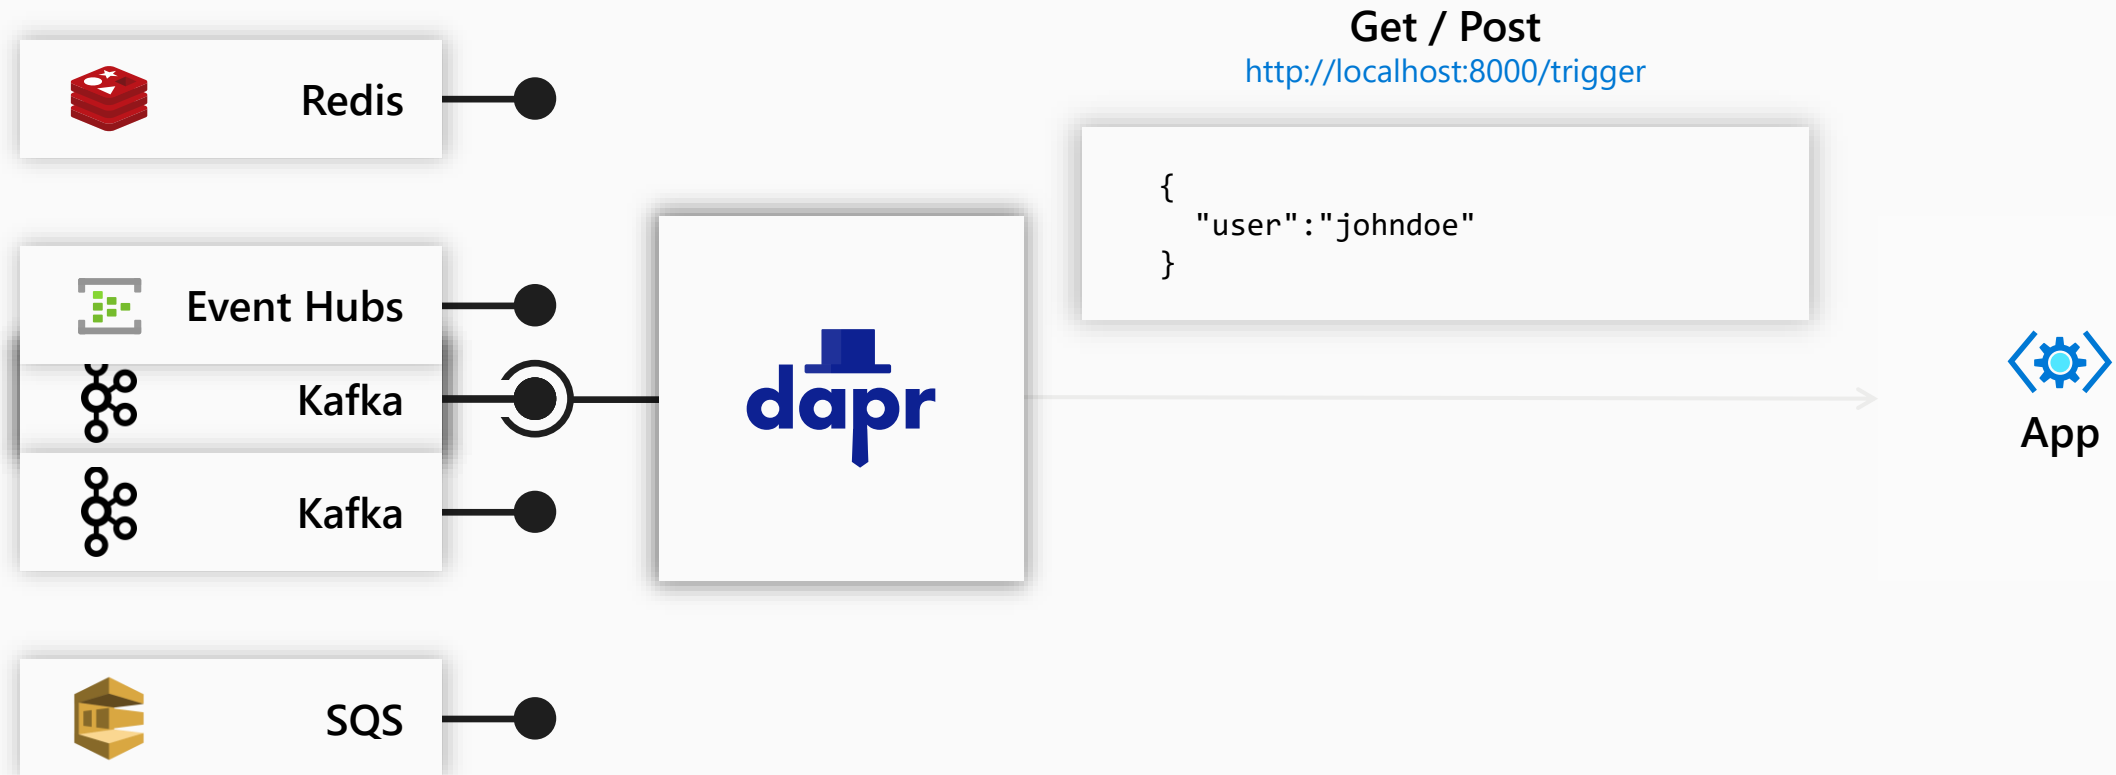 Get / Post
http://localhost:8000/trigger
Redis
{
"user":"johndoe"
}
Event Hubs
Kafka
dapr
App
Kafka
SQS